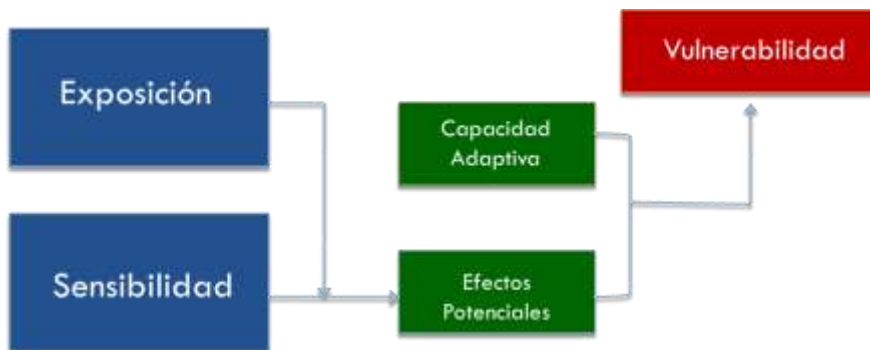 Exposición
Vulnerabilidad
Capacidad
Adaptiva
Sensibilidad
Efectos
Potenciales